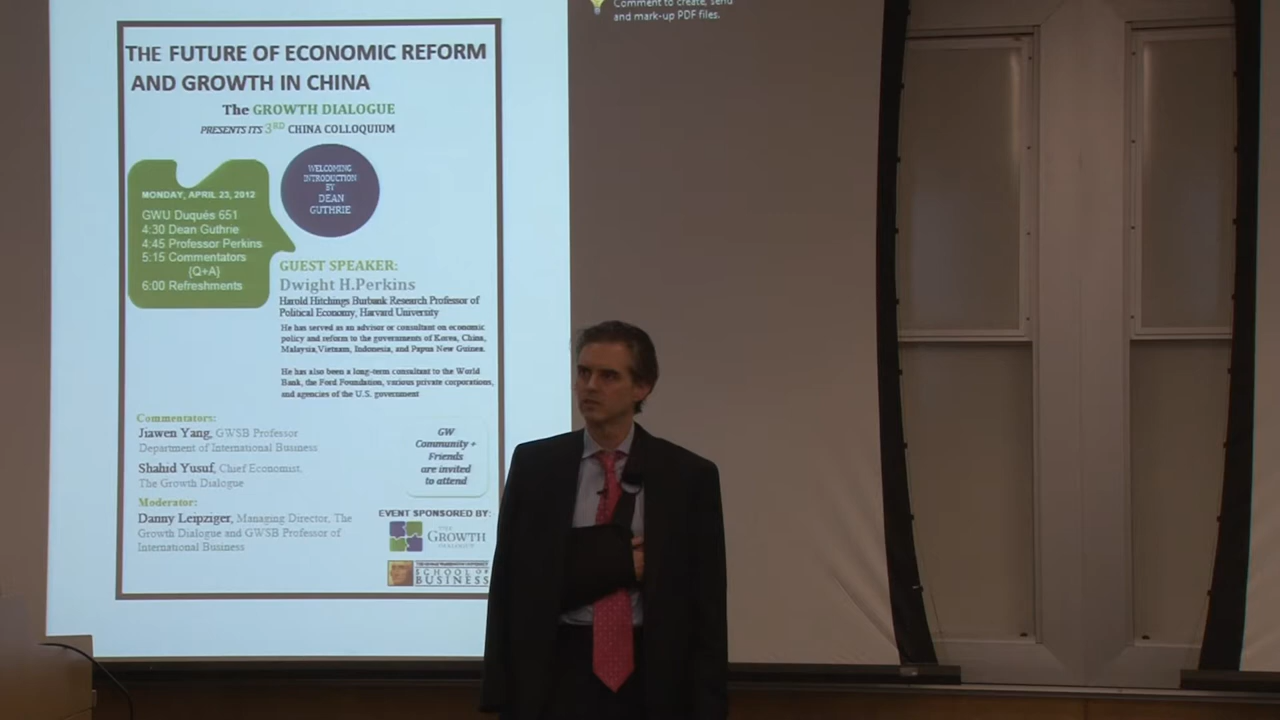 Comment to create, send
and mark-up PDF files.
THE FUTURE OF ECONOMIC REFORM
AND GROWTH IN CHINA
The GROWTH DIALOGUE
PRESENTS ITS 3RD CHINA COLLOQUIUM
WELCOMING
INTRODUCTION
BY
DEAN
GUTHRIE
MONDAY, APRIL 23, 2012
GWU Duqués 651
4:30 Dean Guthrie
4:45 Professor Perkins
5:15 Commentators
(Q+A)
6:00 Refreshments
GUEST SPEAKER:
Dwight H.Perkins
Harold Hitchings Burbank Research Professor of
Political Economy, Harvard University
He has served as an advisor or consultant on economic
policy and reform to the governments of Korea, China,
Malaysia,Vietnam, Indonesia, and Papua New Guinea.
He has also been a long-term consultant to the World
Bank, the Ford Foundation, various private corporations,
and agencies of the U.S. government
Commentators:
Jiawen Yang, GWSB Professor
Department of International Business
Shahid Yusuf, Chief Economist,
The Growth Dialogue
Moderator:
Danny Leipziger, Managing Director, The
Growth Dialogue and GWSB Professor of
International Business
GW
Community +
Friends
are invited
to attend
EVENT SPONSORED BY:
THE
GROWTH
DIALOGUE
SCHOOL OF
BUSINESS